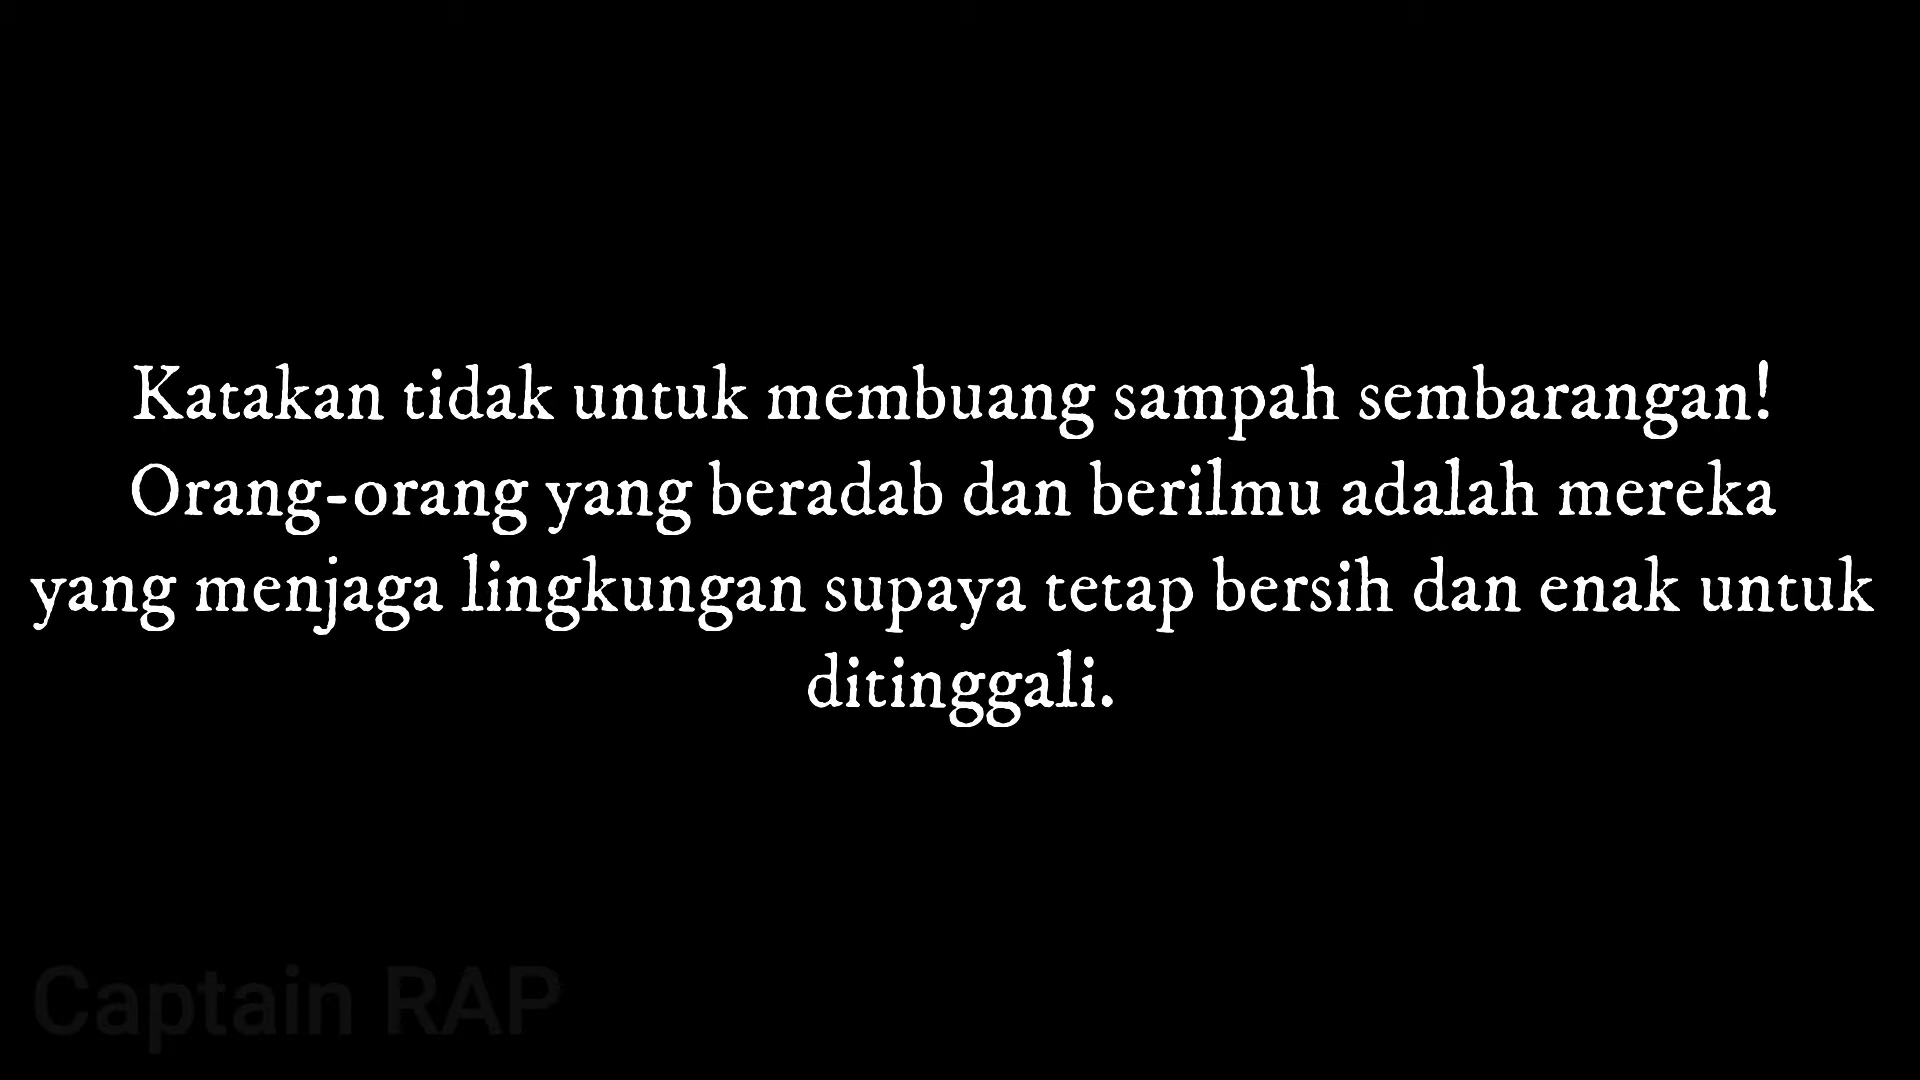 Katakan tidak untuk membuang sampah sembarangan!
Orang-orang yang beradab dan berilmu adalah mereka
yang menjaga lingkungan supaya tetap bersih dan enak untuk
ditinggali.
Captain RAP